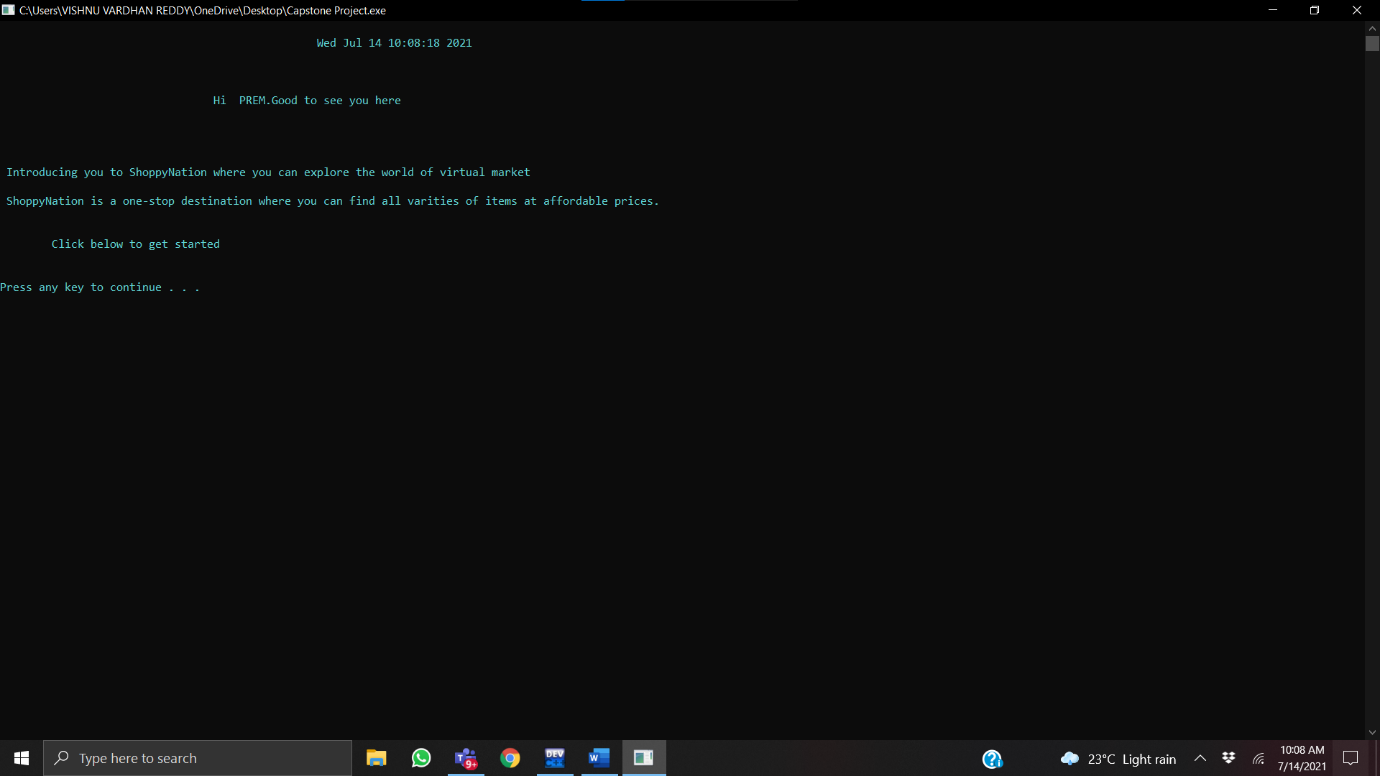 C:\Users\VISHNU VARDHAN REDDY\OneDrive\Desktop\Capstone Project.exe
Wed Jul 14 10:08:18 2021
Hi  PREM.Good to see you here
Introducing you to ShoppyNation where you can explore the world of virtual market
ShoppyNation is a one-stop destination where you can find all varities of items at affordable prices.
Click below to get started
Press any key to continue . . .
Type here to search
9+
DEV
23°C Light rain
10:08 AM
7/14/2021